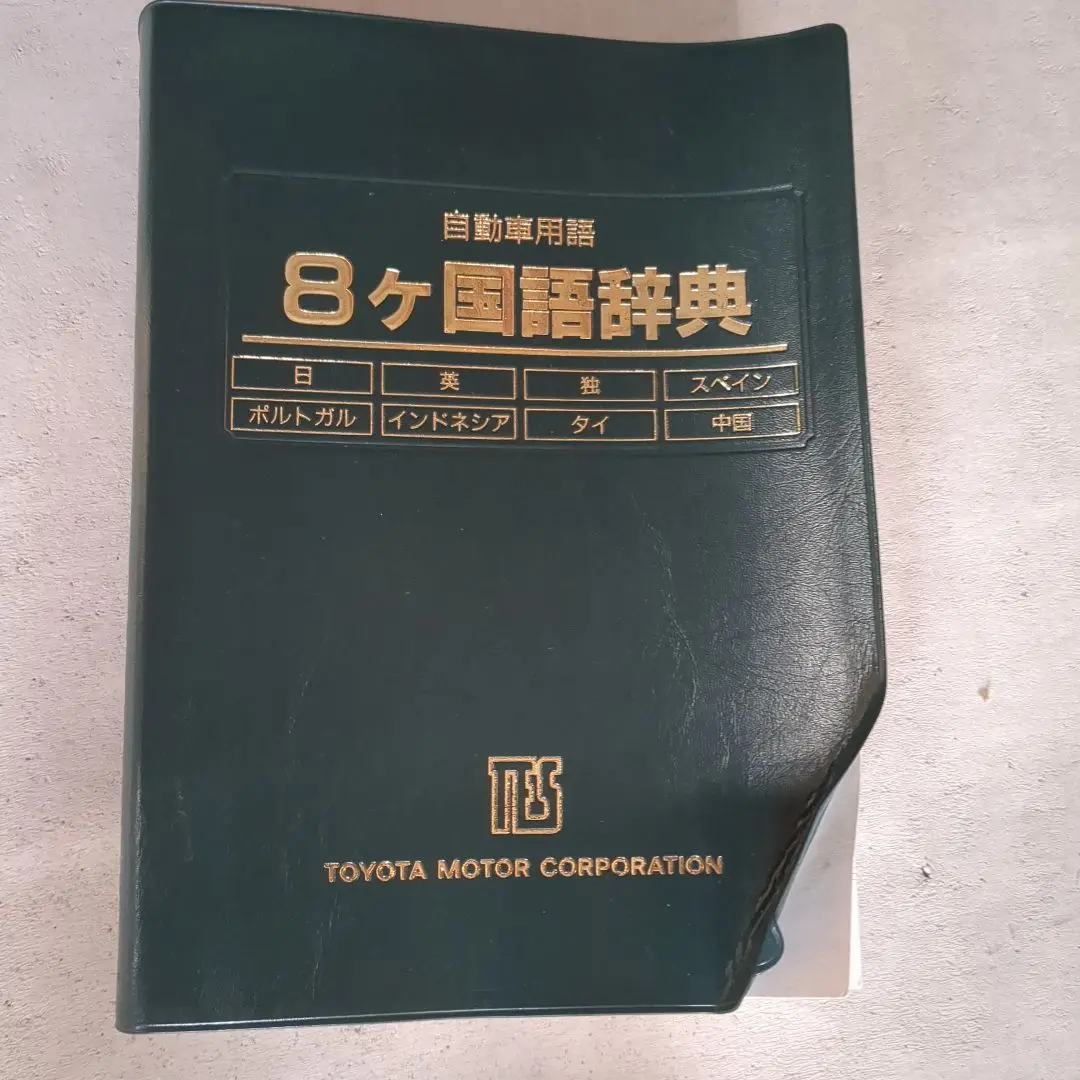 自動車用語
8ヶ国語辞典
日 英 独 スペイン
ポルトガル インドネシア タイ 中国
TES
TOYOTA MOTOR CORPORATION